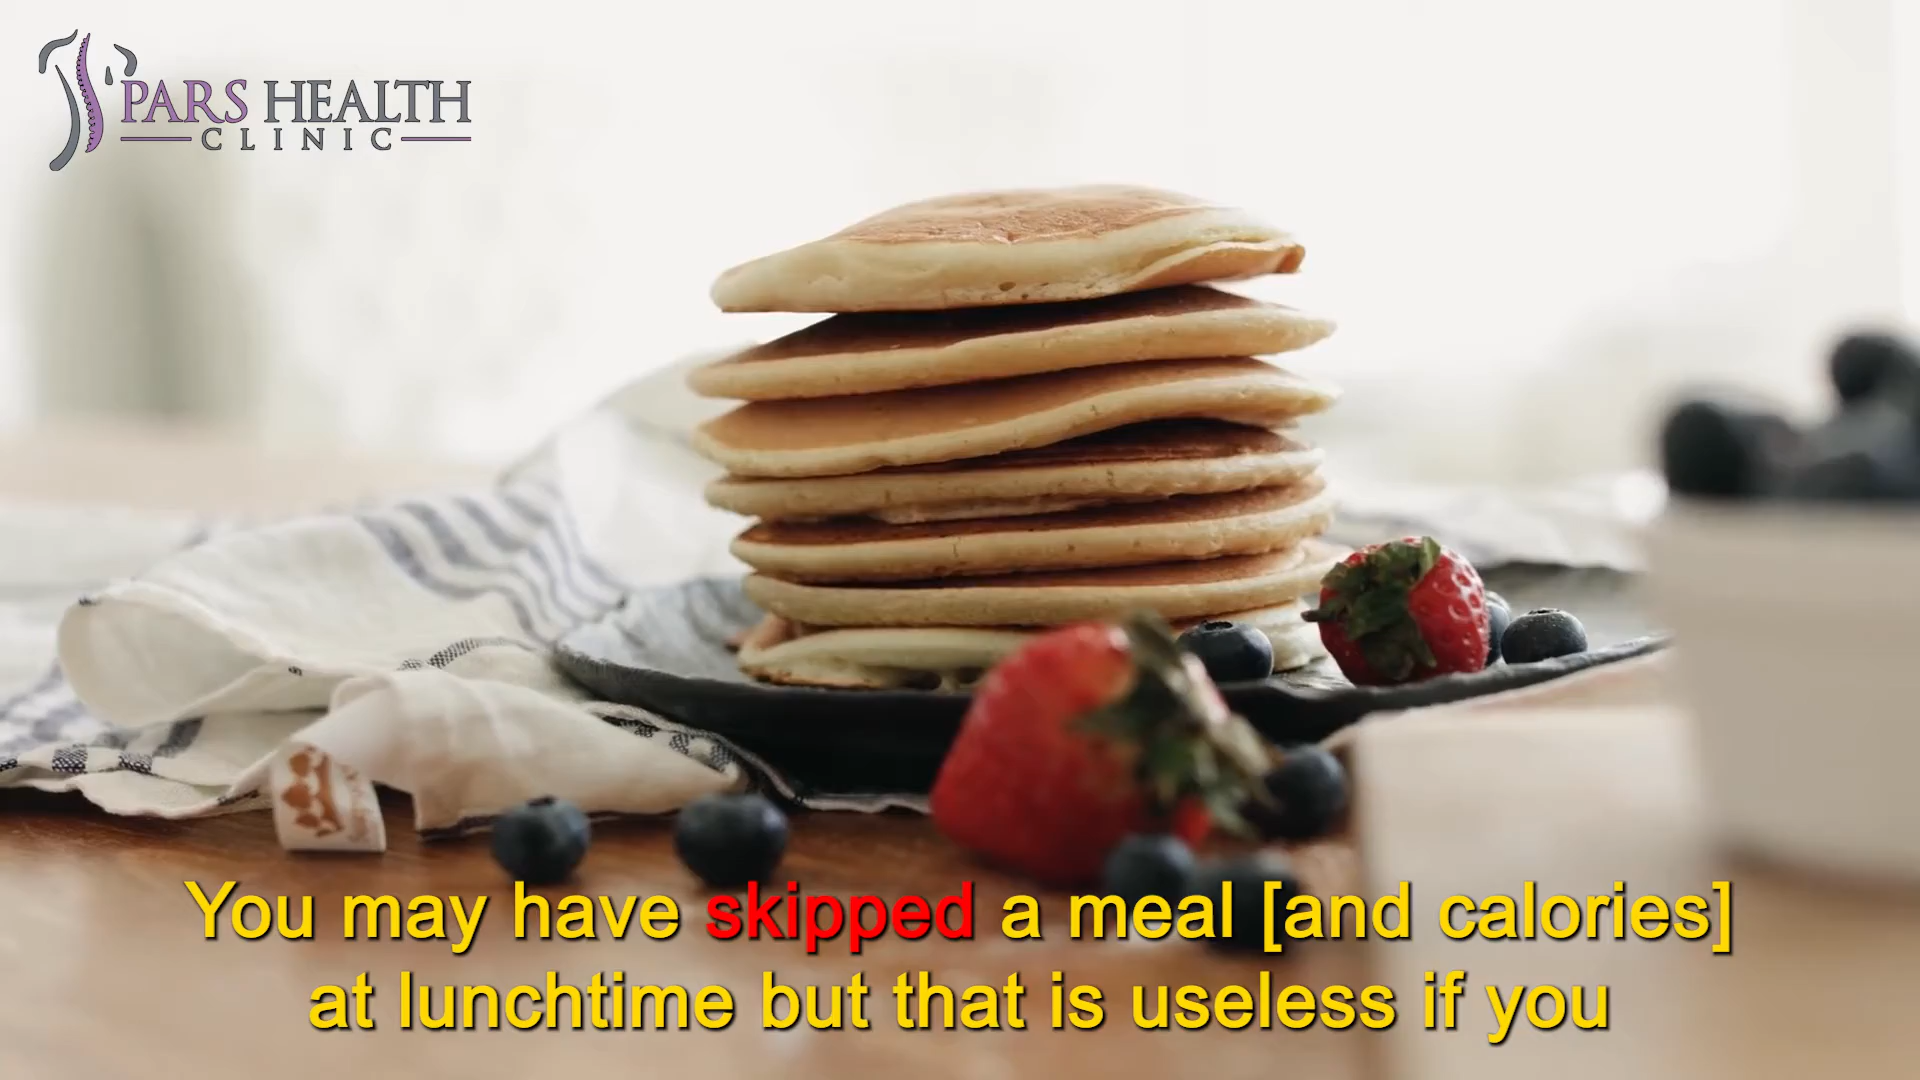 PARS HEALTH
CLINIC
You may have skipped a meal [and calories]
at lunchtime but that is useless if you